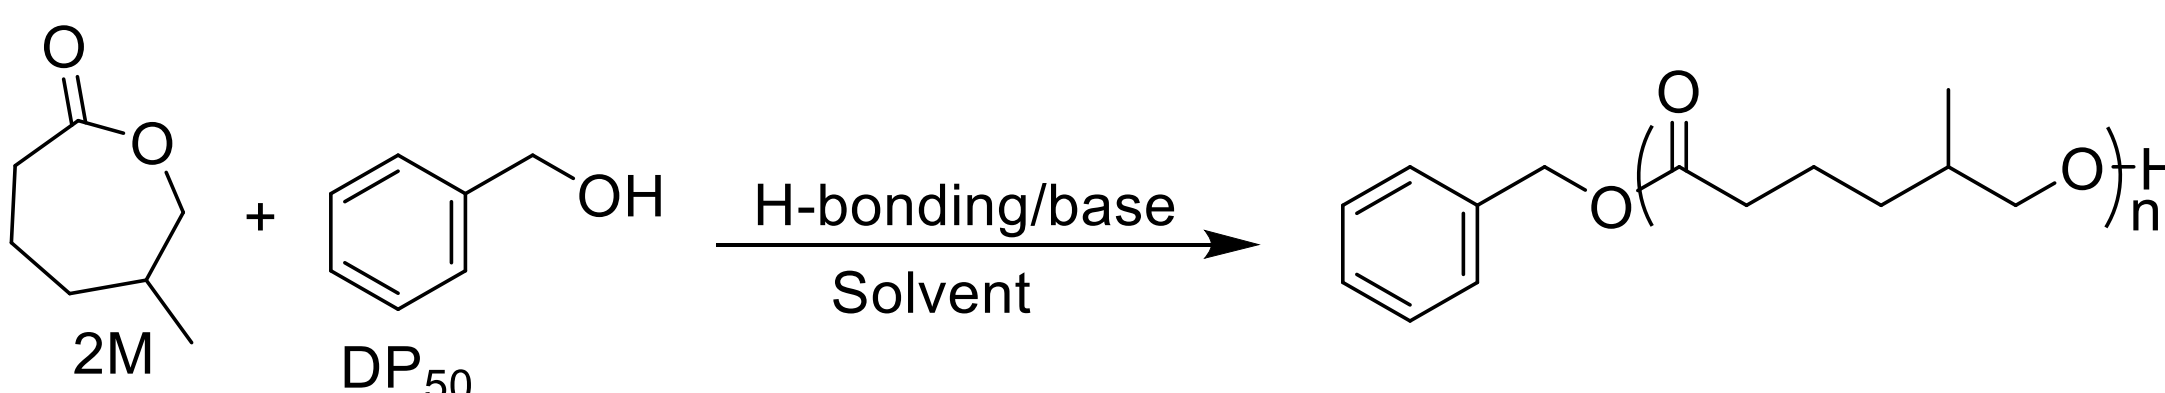 O
O
2M
+
OH
DP50
H-bonding/base
Solvent
O
O
(
)
O
H
n